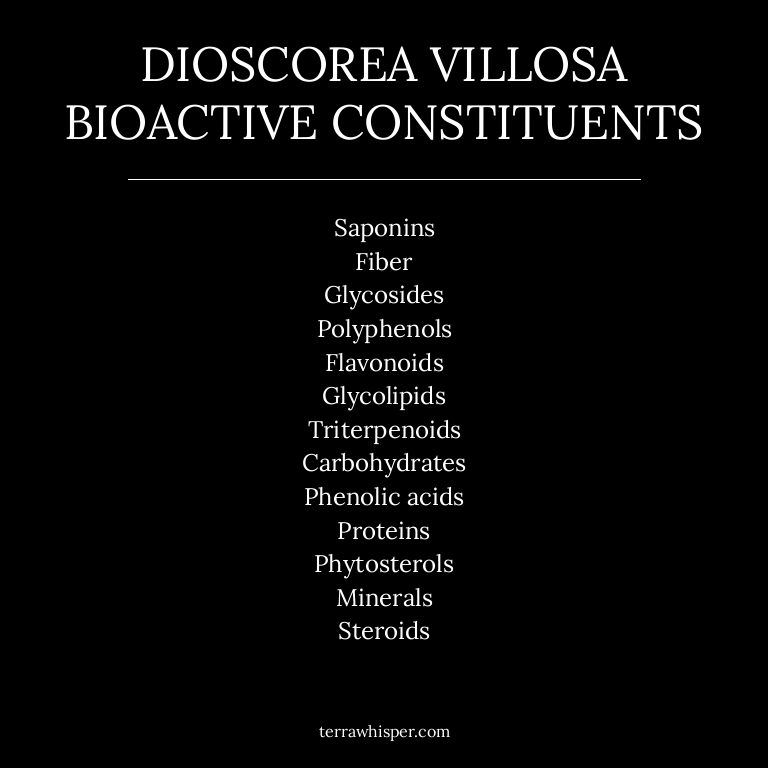 DIOSCOREA VILLOSA
BIOACTIVE CONSTITUENTS
Saponins
Fiber
Glycosides
Polyphenols
Flavonoids
Glycolipids
Triterpenoids
Carbohydrates
Phenolic acids
Proteins
Phytosterols
Minerals
Steroids
terrawhisper.com